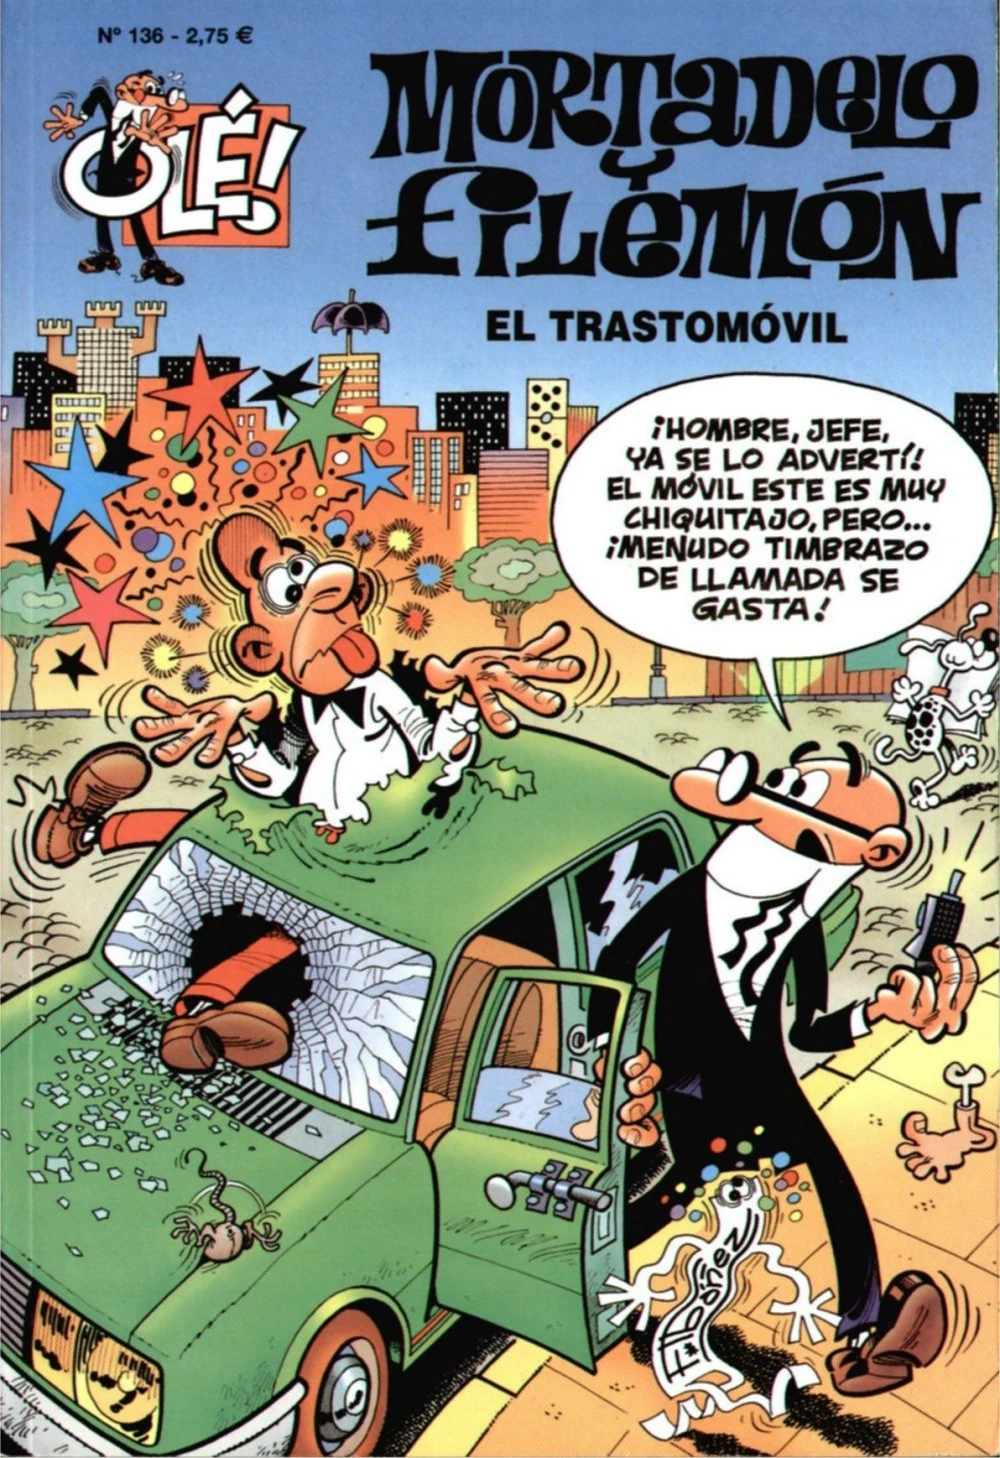 Nº 136 - 2,75 €
OLÉ!
MORTADELO
Y
FILEMÓN
EL TRASTOMÓVIL
¡HOMBRE, JEFE,
YA SE LO ADVERTÍ!
EL MÓVIL ESTE ES MUY
CHIQUITAJO, PERO...
¡MENUDO TIMBRAZO
DE LLAMADA SE
GASTA!
F. Ibáñez